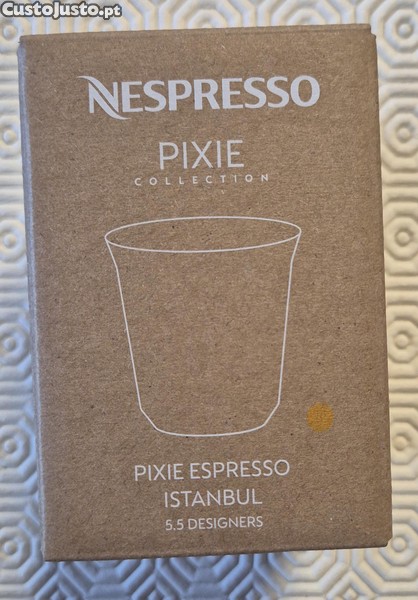 CustoJusto.pt
NESPRESSO
PIXIE
COLLECTION
PIXIE ESPRESSO
ISTANBUL
5.5 DESIGNERS